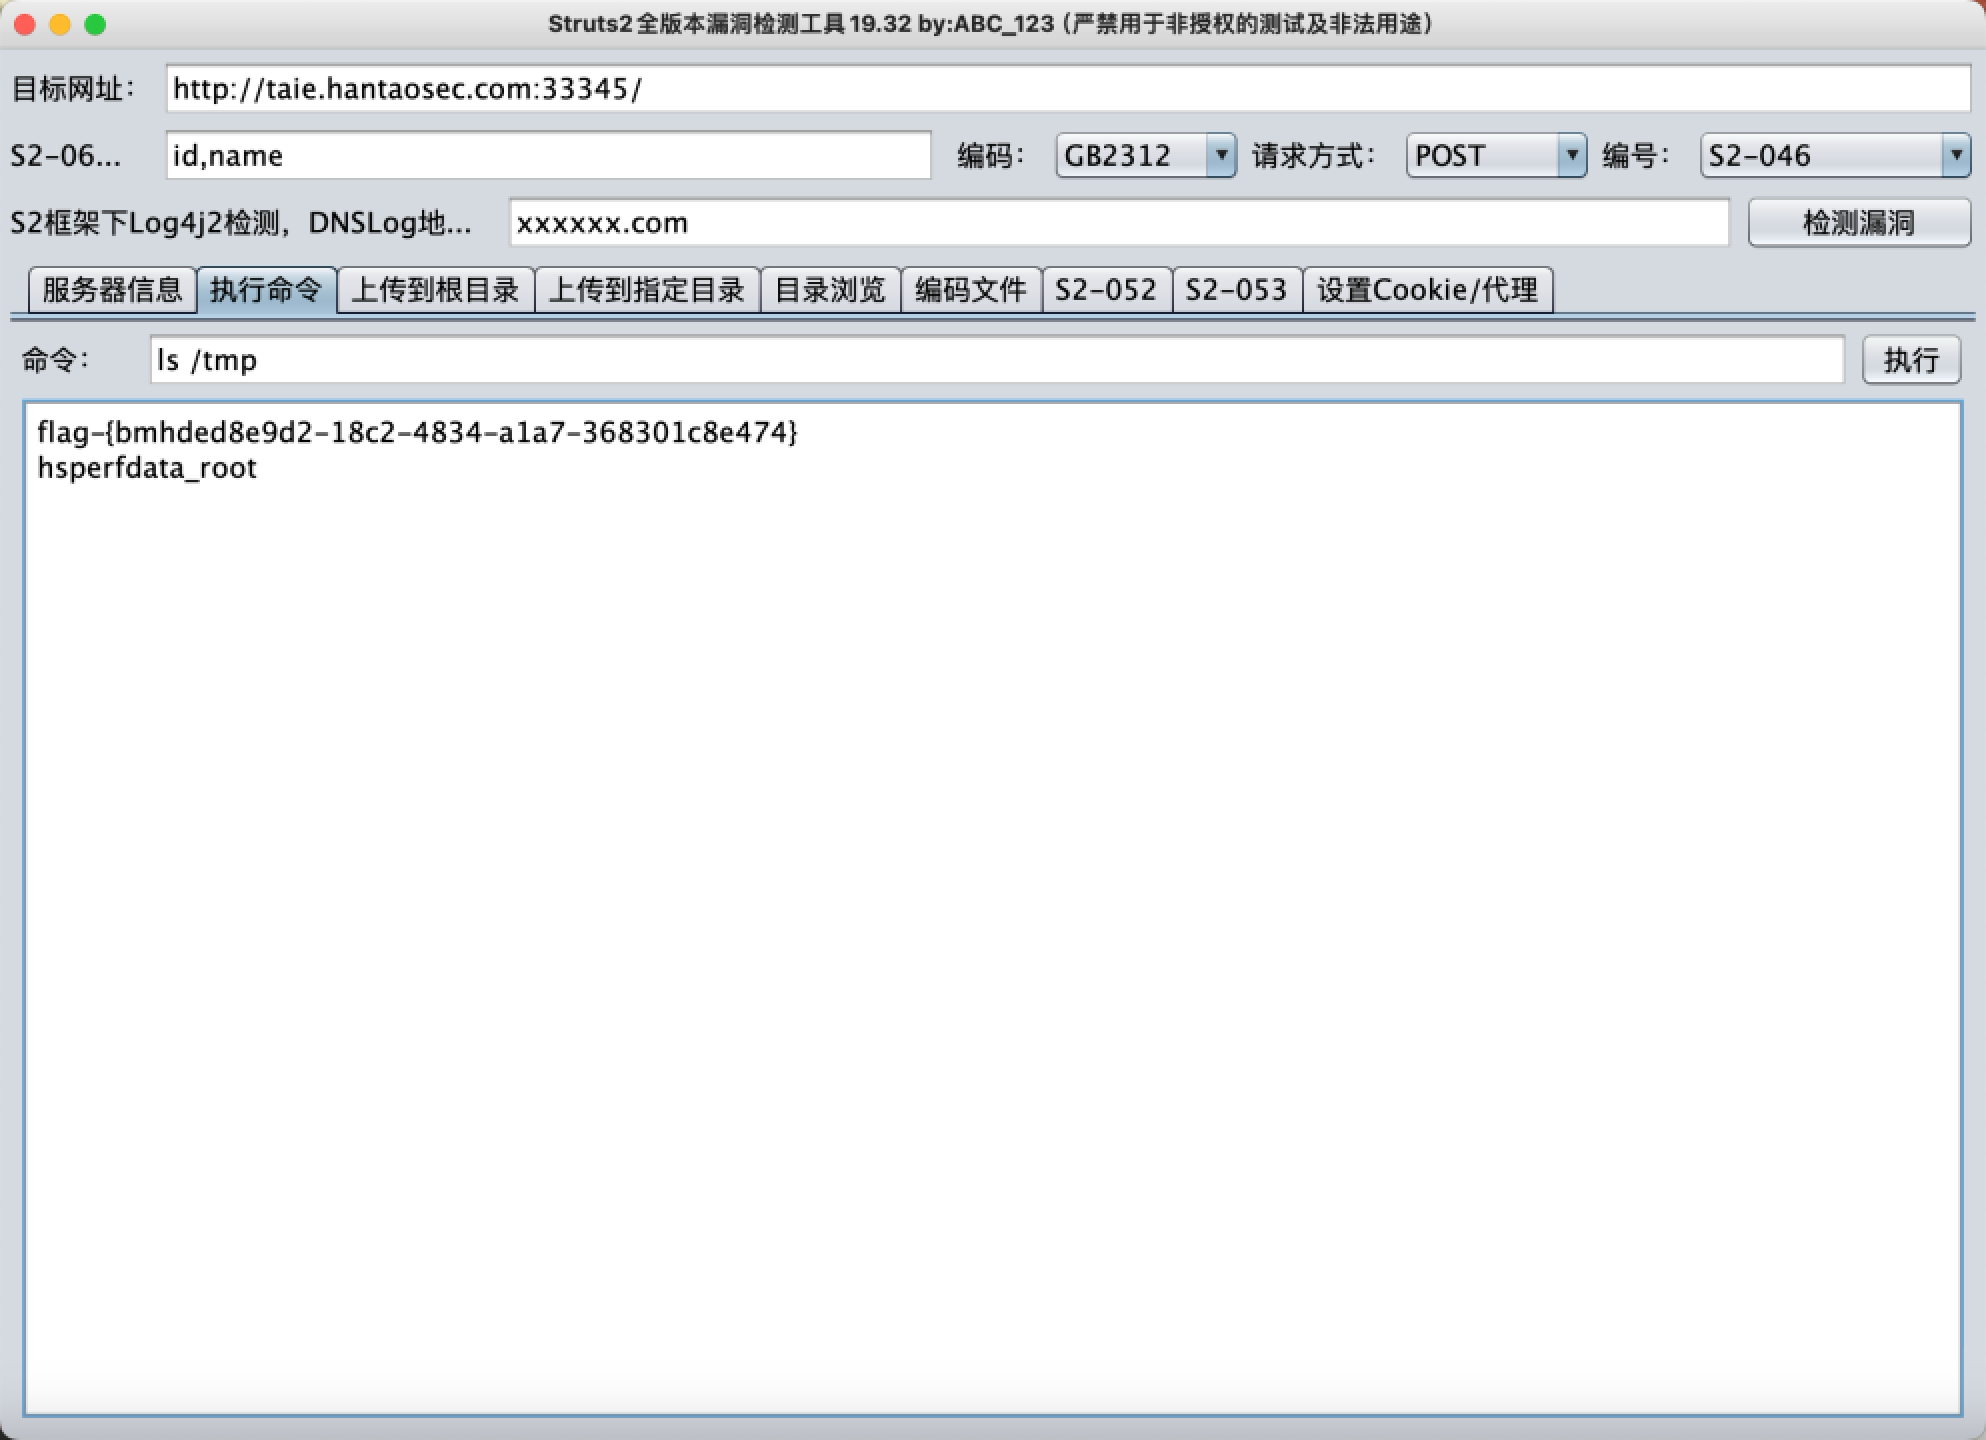 Struts2全版本漏洞检测工具19.32 by:ABC_123（严禁用于非授权的测试及非法用途）
目标网址： http://taie.hantaosec.com:33345/
S2-06... id,name 编码： GB2312 请求方式： POST 编号： S2-046
S2框架下Log4j2检测，DNSLog地... xxxxxx.com 检测漏洞
服务器信息 执行命令 上传到根目录 上传到指定目录 目录浏览 编码文件 S2-052 S2-053 设置Cookie/代理
命令： ls /tmp 执行
flag-{bmhded8e9d2-18c2-4834-a1a7-368301c8e474}
hsperfdata_root